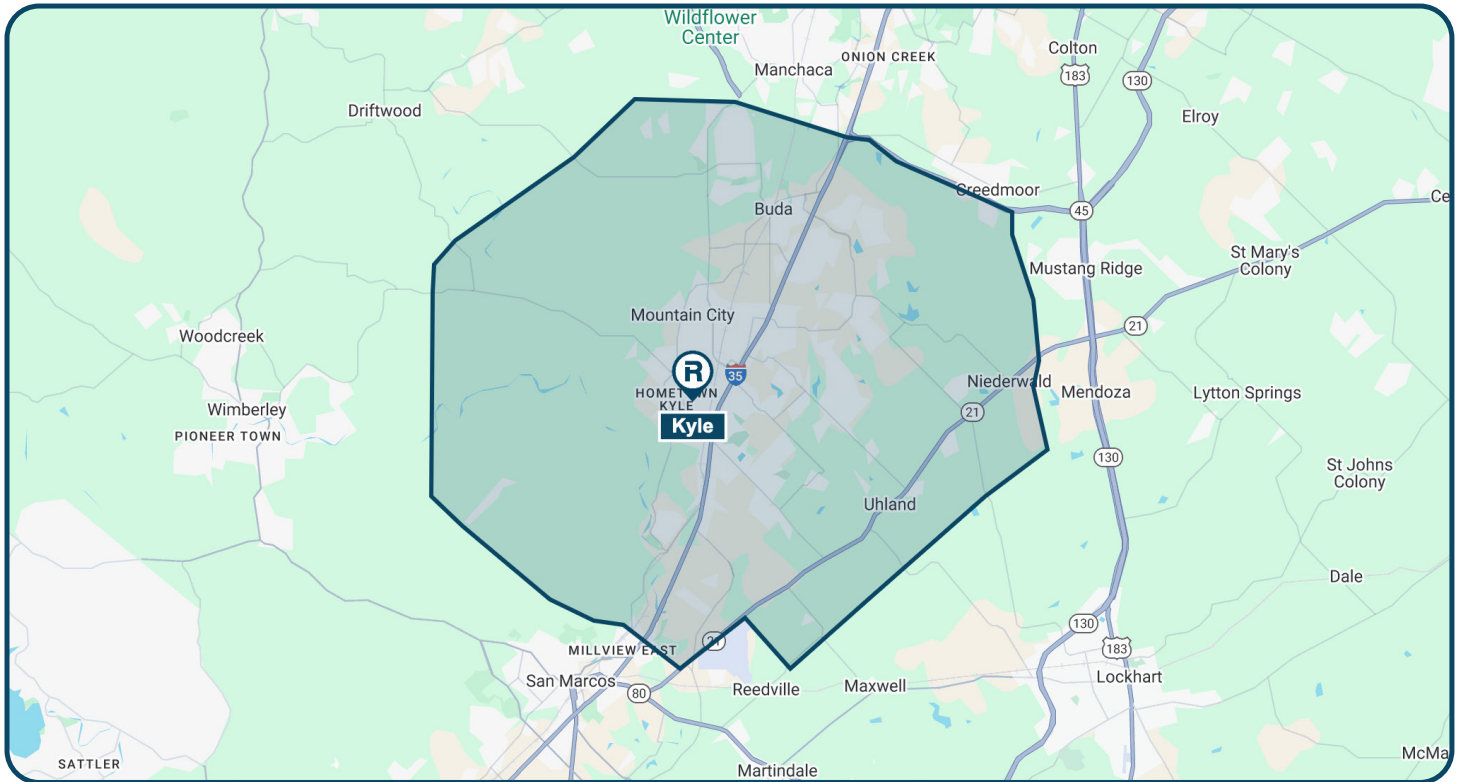 Wildflower
Center
Manchaca
ONION CREEK
Colton
183
130
Driftwood
Elroy
Creedmoor
Ce
Buda
45
St Mary's
Colony
Mustang Ridge
Mountain City
Woodcreek
21
R
35
HOMETOWN
KYLE
Kyle
Niederwald
Mendoza
Lytton Springs
Wimberley
PIONEER TOWN
21
130
St Johns
Colony
Uhland
Dale
130
21
183
MILLVIEW EAST
San Marcos
80
Reedville
Maxwell
Lockhart
SATTLER
Martindale
McMa